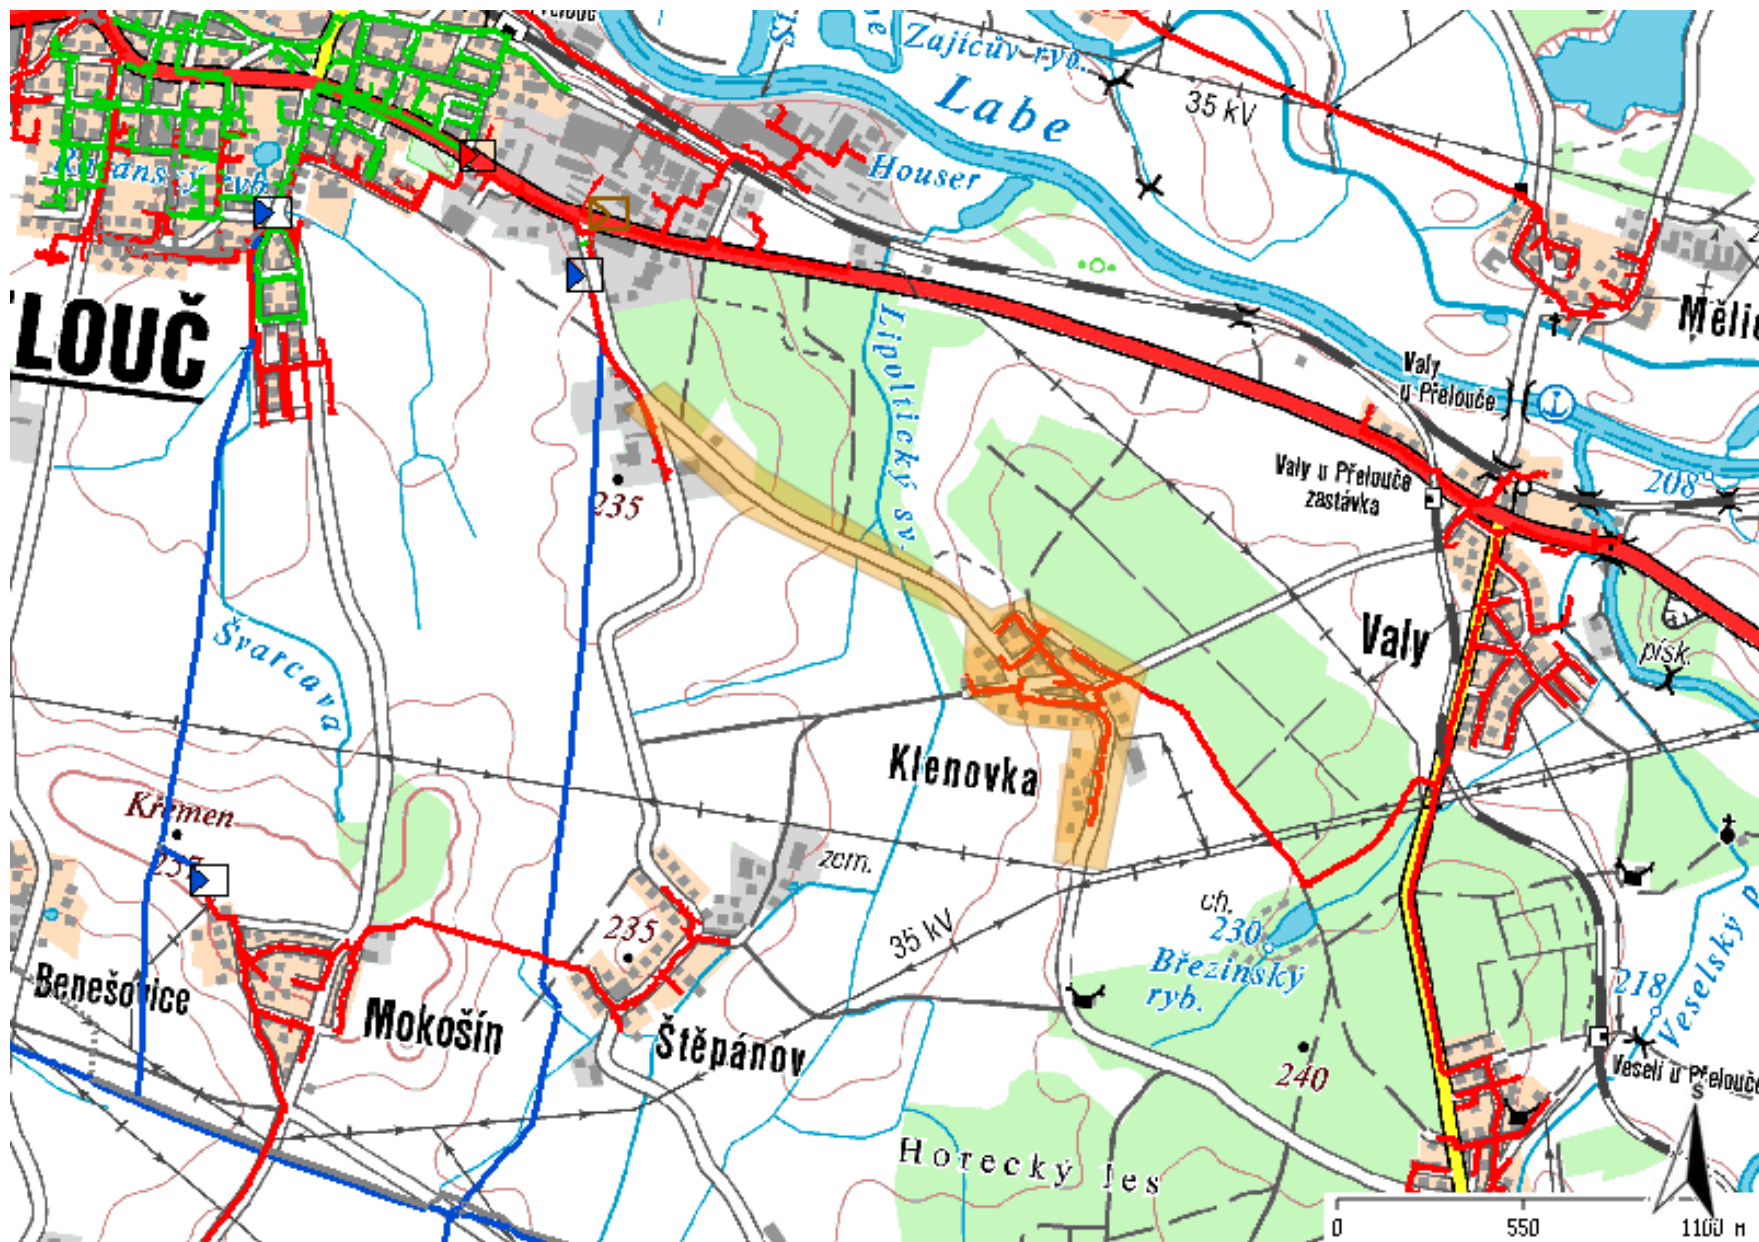 Zajícův ryb.
Labe
35 kV
Houser
LOUČ
Lipoltický sv.
Mělic
Valy
u Přelouče
Valy u Přelouče
zastávka
208
235
Valy
písk.
Švarcava
Klenovka
Křemen
257
zem.
ch.
230
235
35 kV
Březinský
ryb.
218
Veselský p
Benešovice
Mokošín
Štěpánov
240
Veselí u Přelouče
S
Horecký les
0 550 1100 m